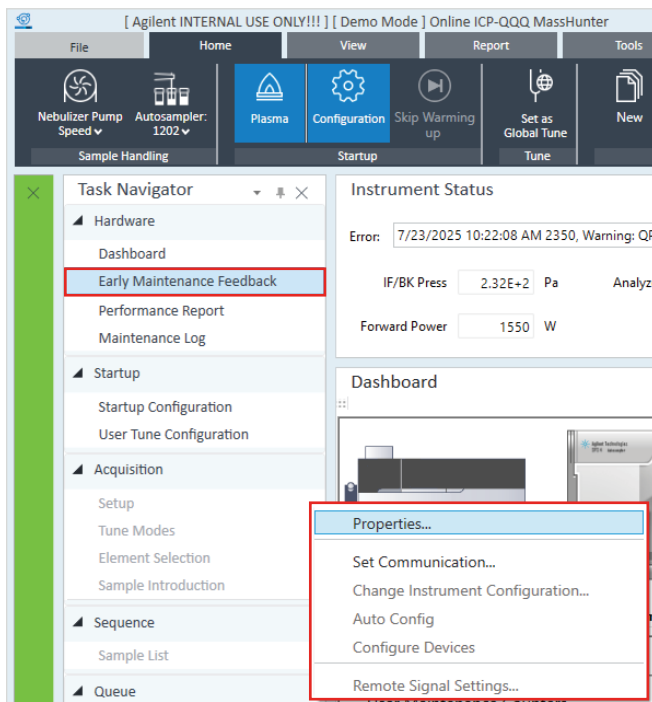 [ Agilent INTERNAL USE ONLY!!! ] [ Demo Mode ] Online ICP-QQQ MassHunter
File
Home
View
Report
Tools
Nebulizer Pump
Speed
Autosampler:
1202
Plasma
Configuration
Skip Warming
up
Set as
Global Tune
New
Sample Handling
Startup
Tune
Task Navigator
Hardware
Dashboard
Early Maintenance Feedback
Performance Report
Maintenance Log
Startup
Startup Configuration
User Tune Configuration
Acquisition
Setup
Tune Modes
Element Selection
Sample Introduction
Sequence
Sample List
Queue
Instrument Status
Error: 7/23/2025 10:22:08 AM 2350, Warning: QP
IF/BK Press 2.32E+2 Pa Analyz
Forward Power 1550 W
Dashboard
Agilent Technologies
Properties...
Set Communication...
Change Instrument Configuration...
Auto Config
Configure Devices
Remote Signal Settings...